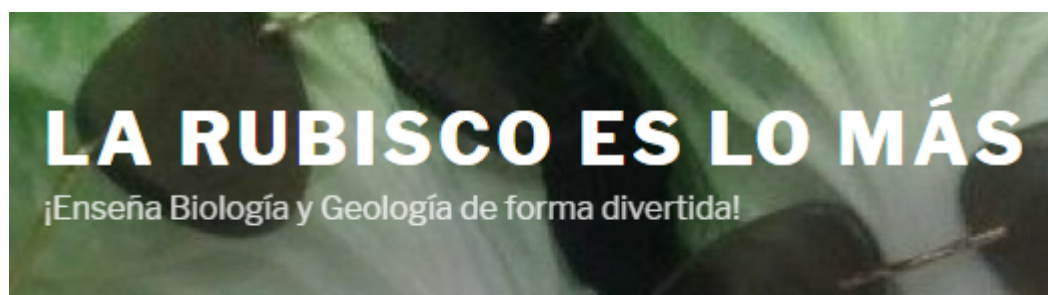 LA RUBISCO ES LO MÁS
¡Enseña Biología y Geología de forma divertida!